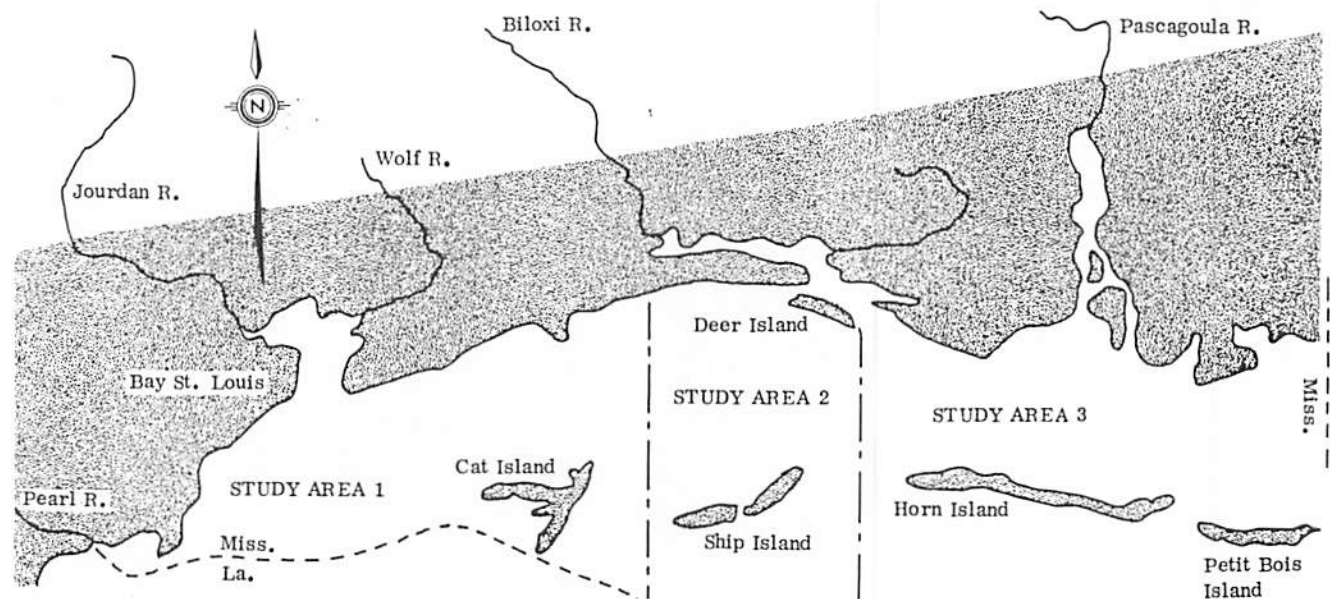 Biloxi R.
Pascagoula R.
N
Wolf R.
Jourdan R.
Deer Island
Bay St. Louis
STUDY AREA 2
STUDY AREA 3
Miss.
Cat Island
STUDY AREA 1
Pearl R.
Horn Island
Ship Island
Miss.
La.
Petit Bois
Island